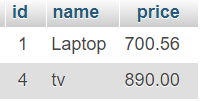 id name price
1 Laptop 700.56
4 tv 890.00